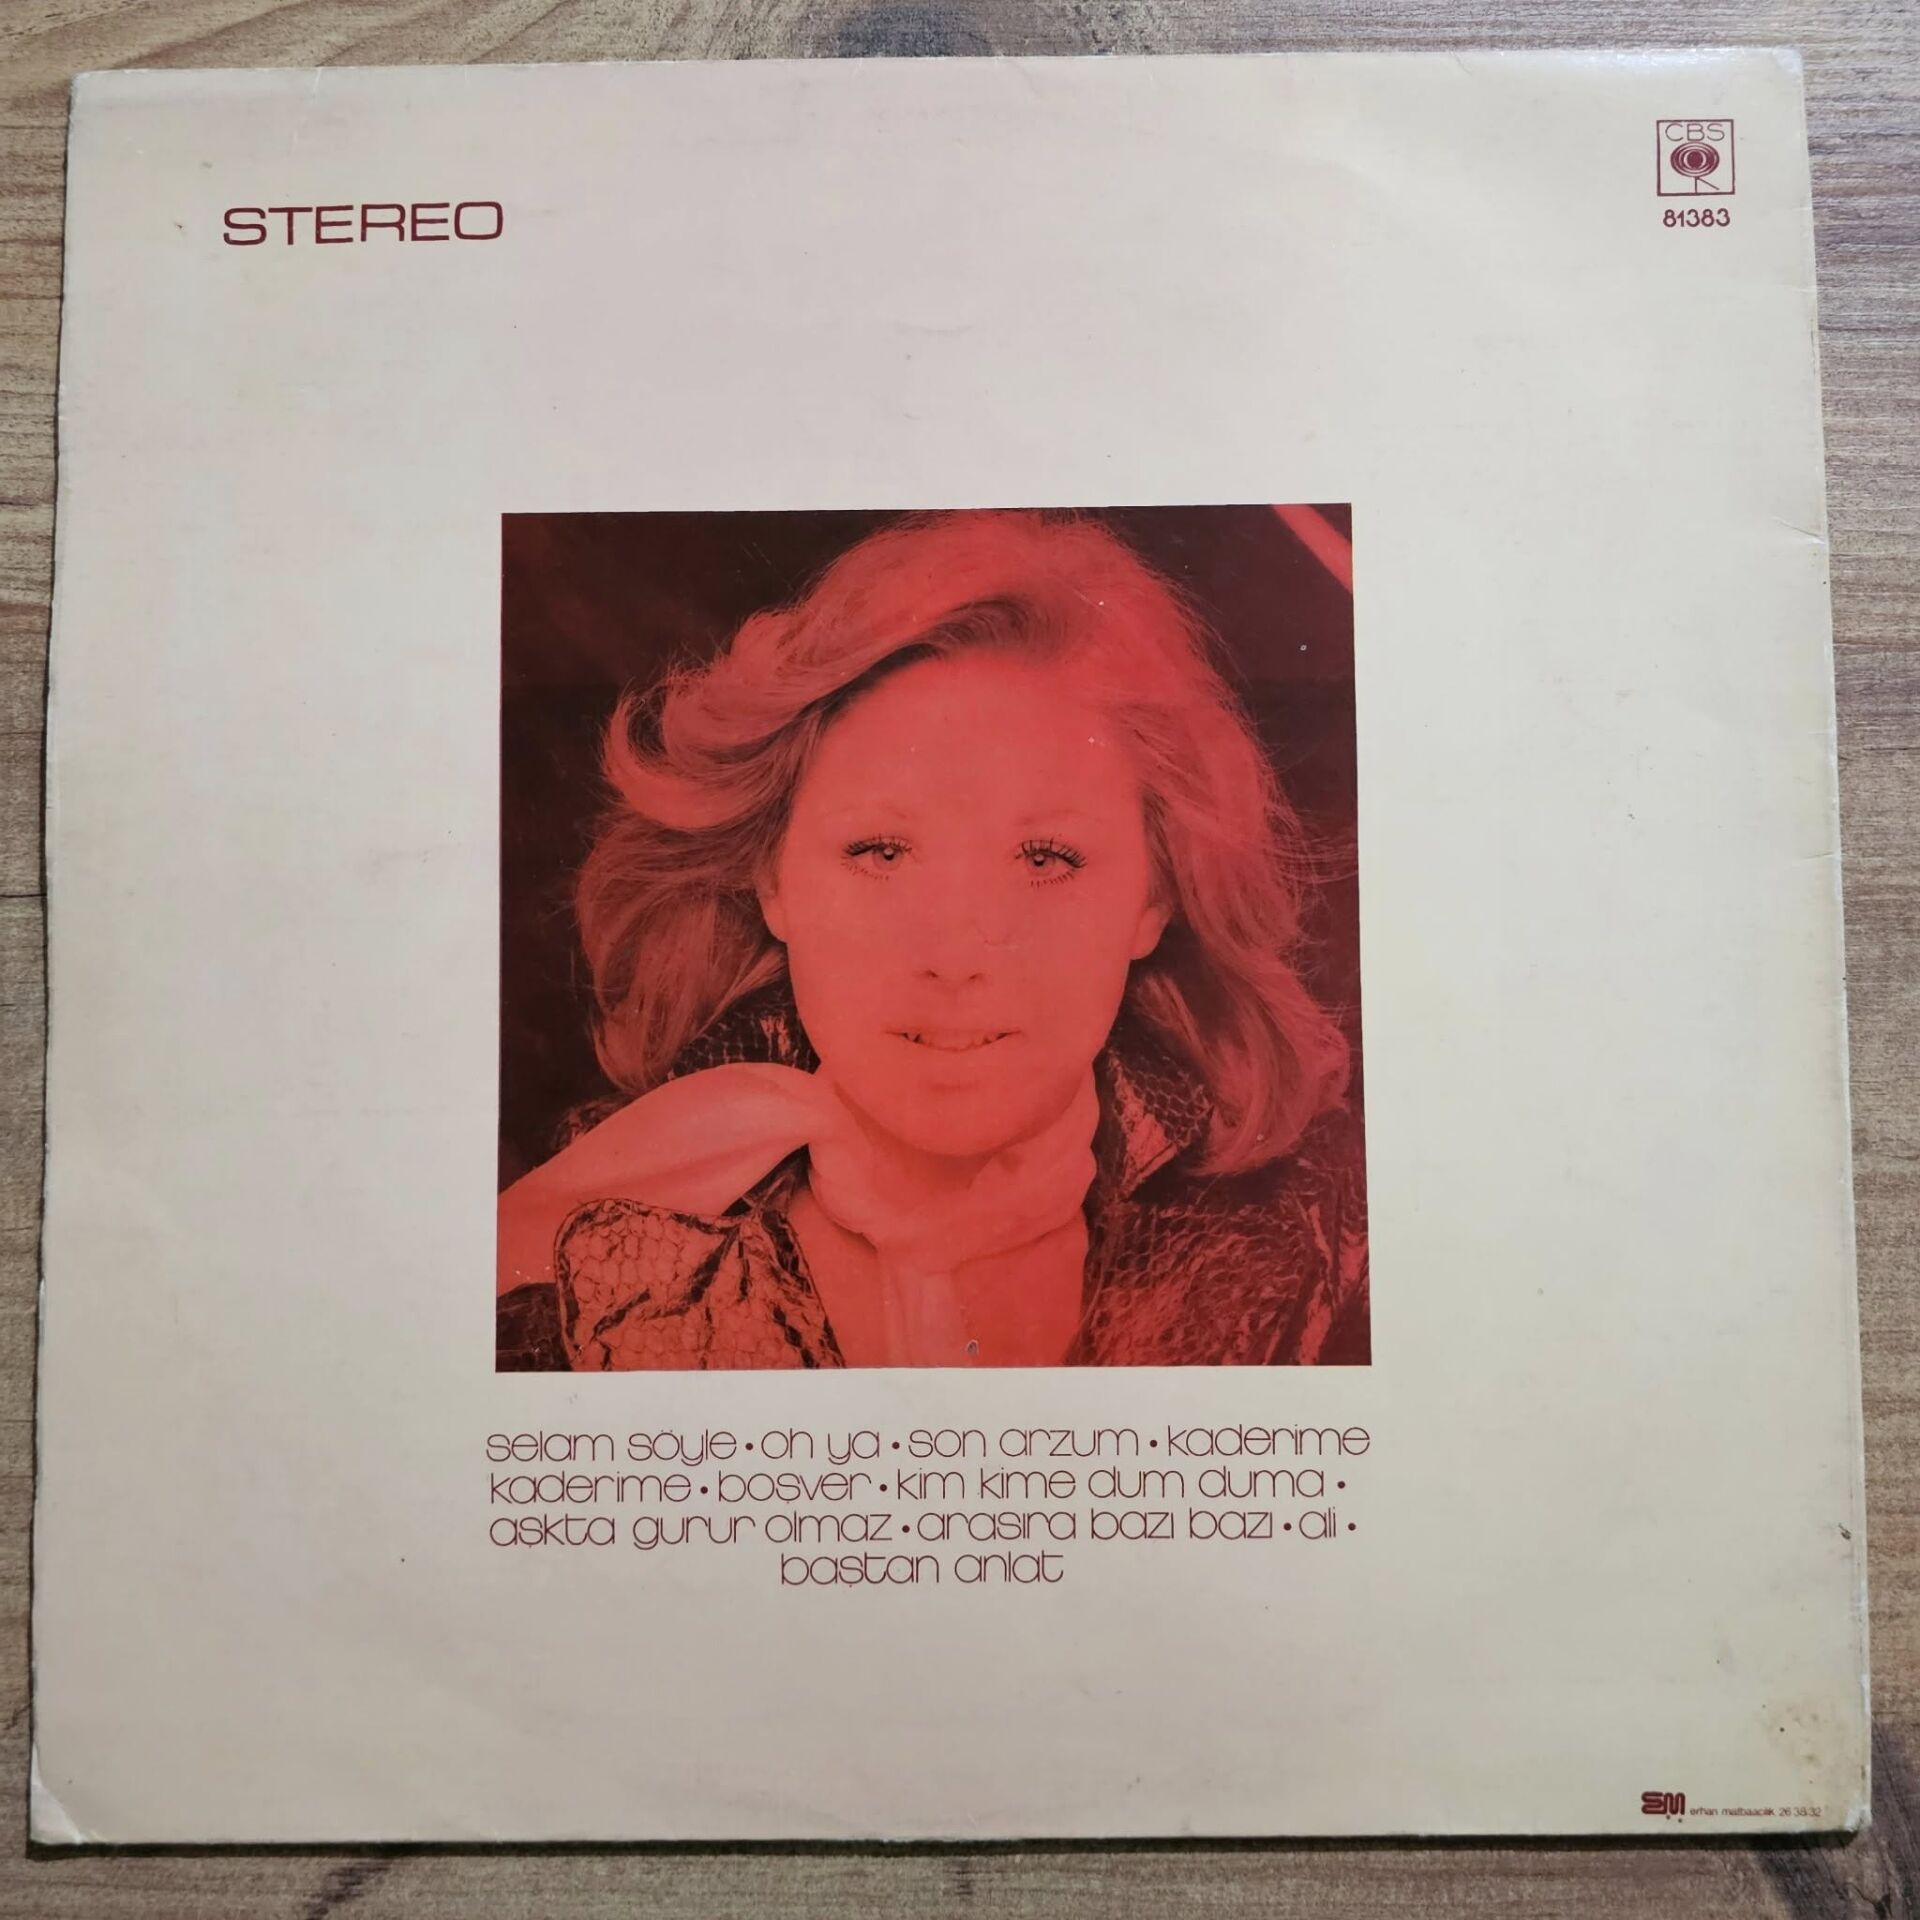 STEREO
CBS
81383
selam söyle • oh ya • son arzum • kaderime
kaderime • boşver • kim kime dum duma •
aşkta gurur olmaz • arasıra bazı bazı • ali •
baştan anlat
EM erhan matbaacılık 26 38 32